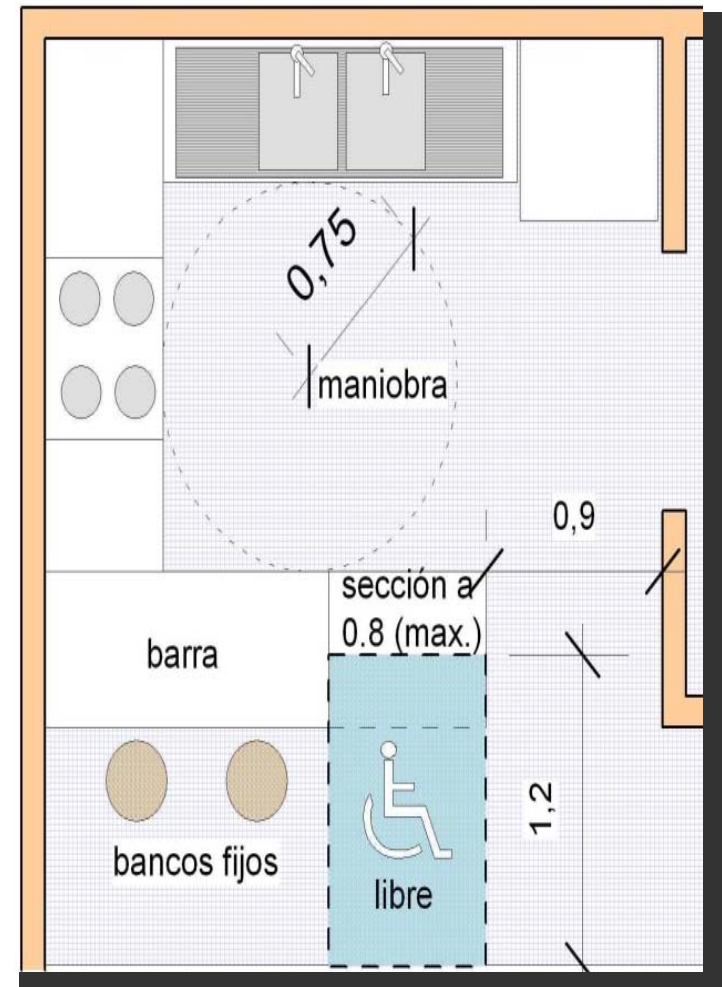 0,75
maniobra
0,9
sección a
0.8 (max.)
barra
1,2
bancos fijos
libre